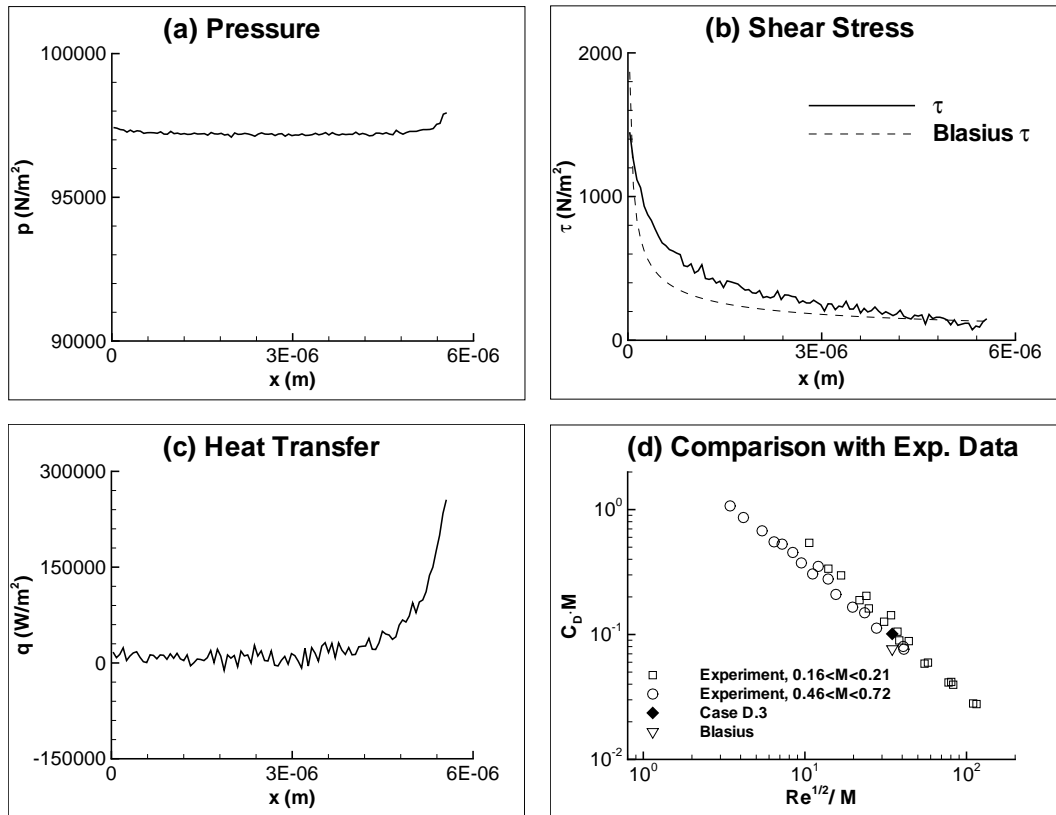 (a) Pressure
100000
95000
90000
p (N/m²)
0
3E-06
6E-06
x (m)
(b) Shear Stress
2000
1000
0
τ (N/m²)
τ
Blasius τ
0
3E-06
6E-06
x (m)
(c) Heat Transfer
300000
150000
0
-150000
q (W/m²)
0
3E-06
6E-06
x (m)
(d) Comparison with Exp. Data
10⁰
10⁻¹
10⁻²
C_D·M
Experiment, 0.16<M<0.21
Experiment, 0.46<M<0.72
Case D.3
Blasius
10⁰
10¹
10²
Re^1/2/ M